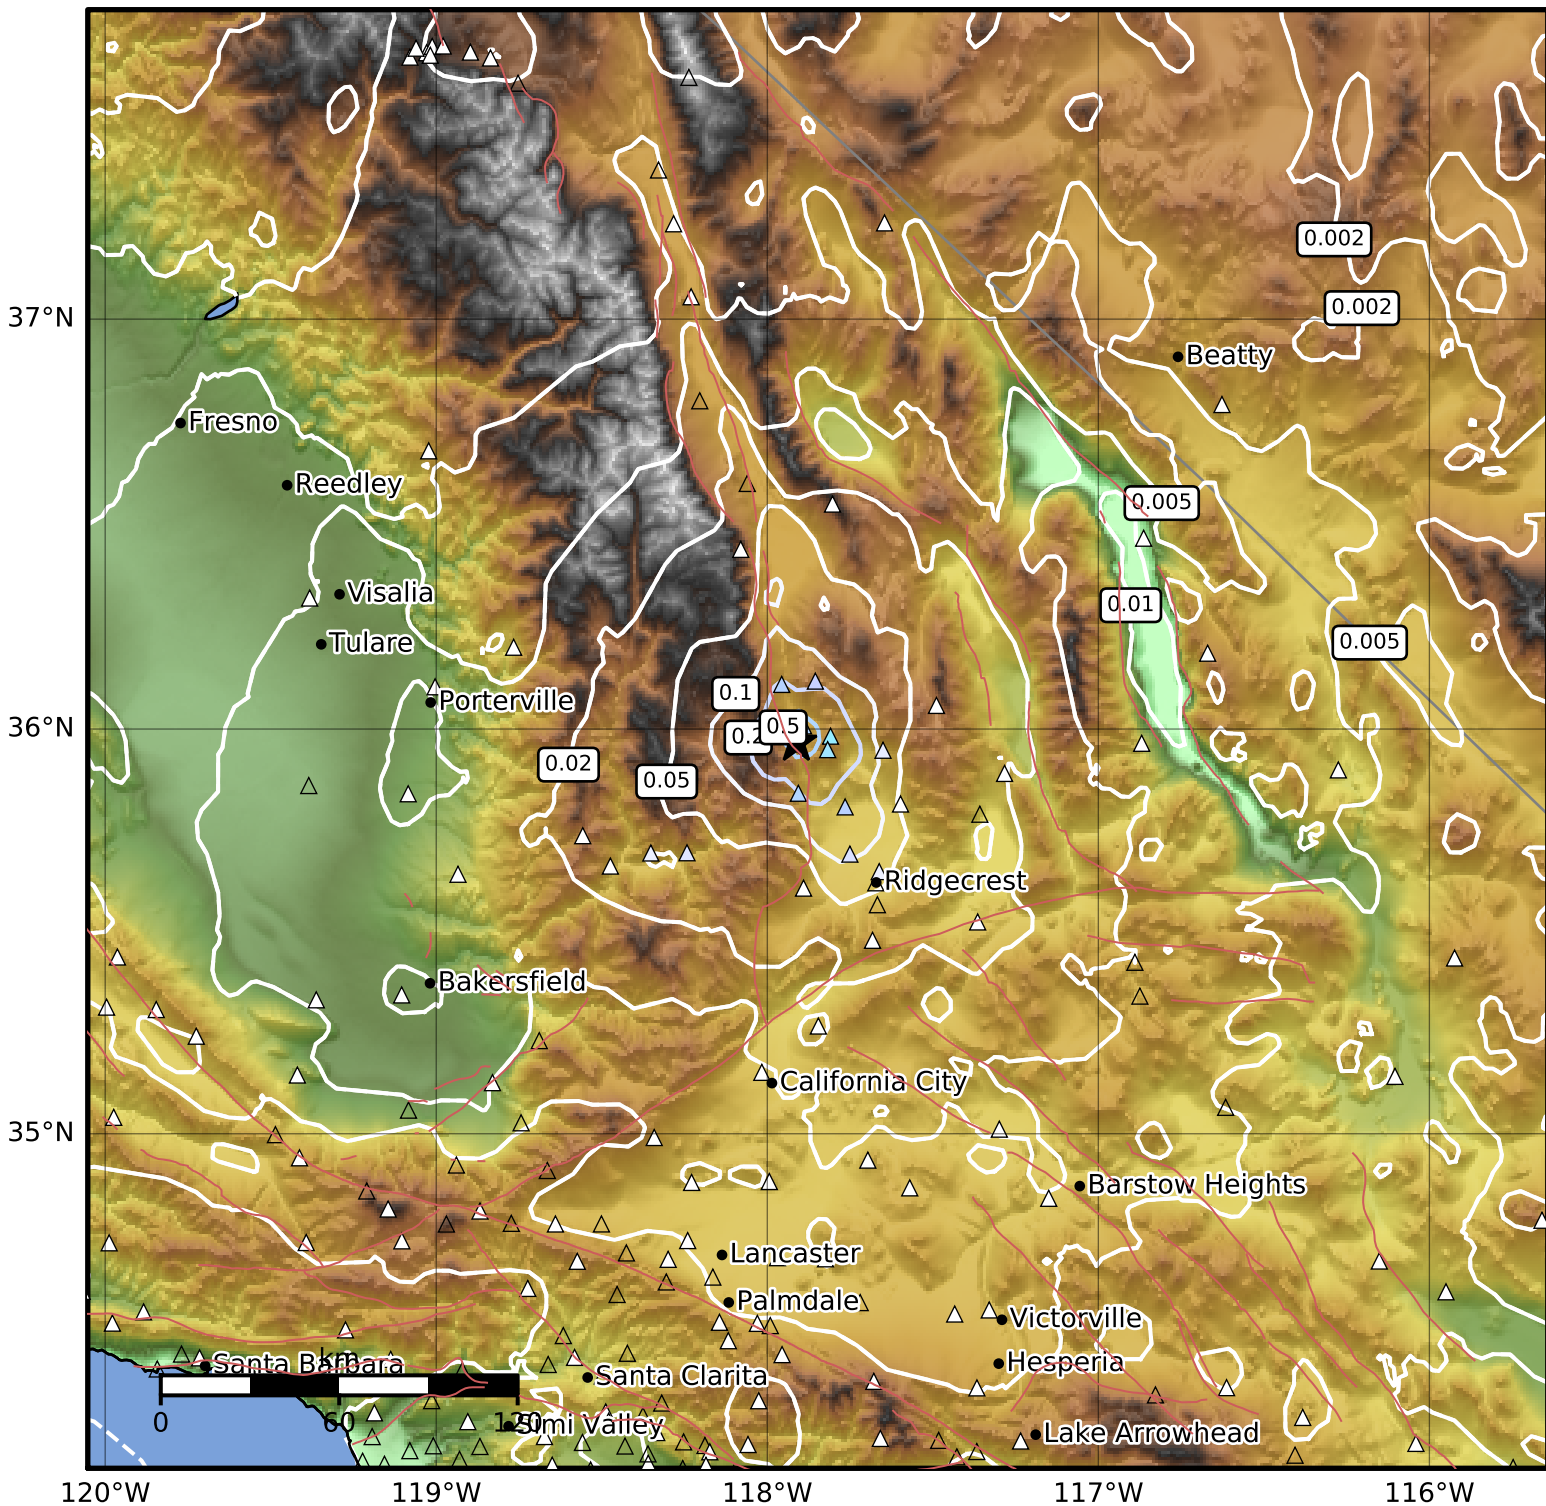 0.002
0.002
37°N
Beatty
Fresno
Reedley
0.005
Visalia
0.01
Tulare
0.005
0.1
Porterville
0.5
36°N
0.2
0.02
0.05
Ridgecrest
Bakersfield
California City
35°N
Barstow Heights
Lancaster
Palmdale
Victorville
km
Santa Barbara
Hesperia
Santa Clarita
0
60
120
Simi Valley
Lake Arrowhead
120°W
119°W
118°W
117°W
116°W